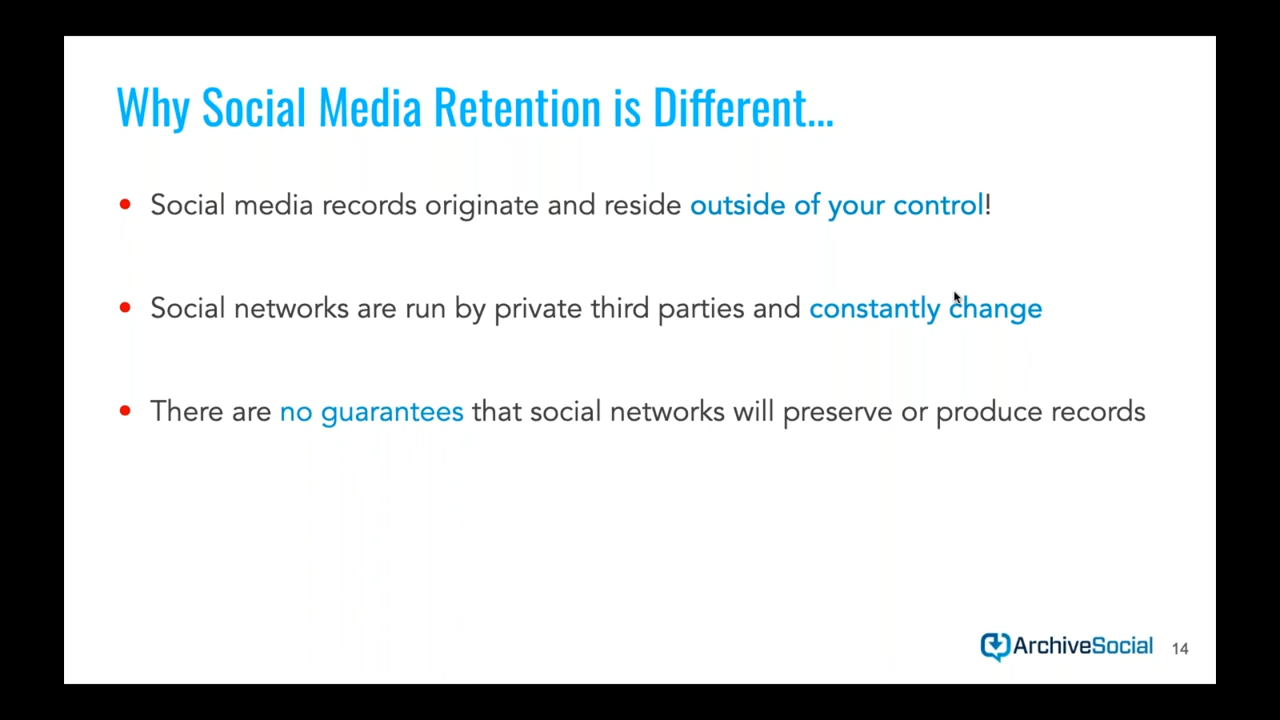 Why Social Media Retention is Different...
Social media records originate and reside outside of your control!
Social networks are run by private third parties and constantly change
There are no guarantees that social networks will preserve or produce records
ArchiveSocial
14